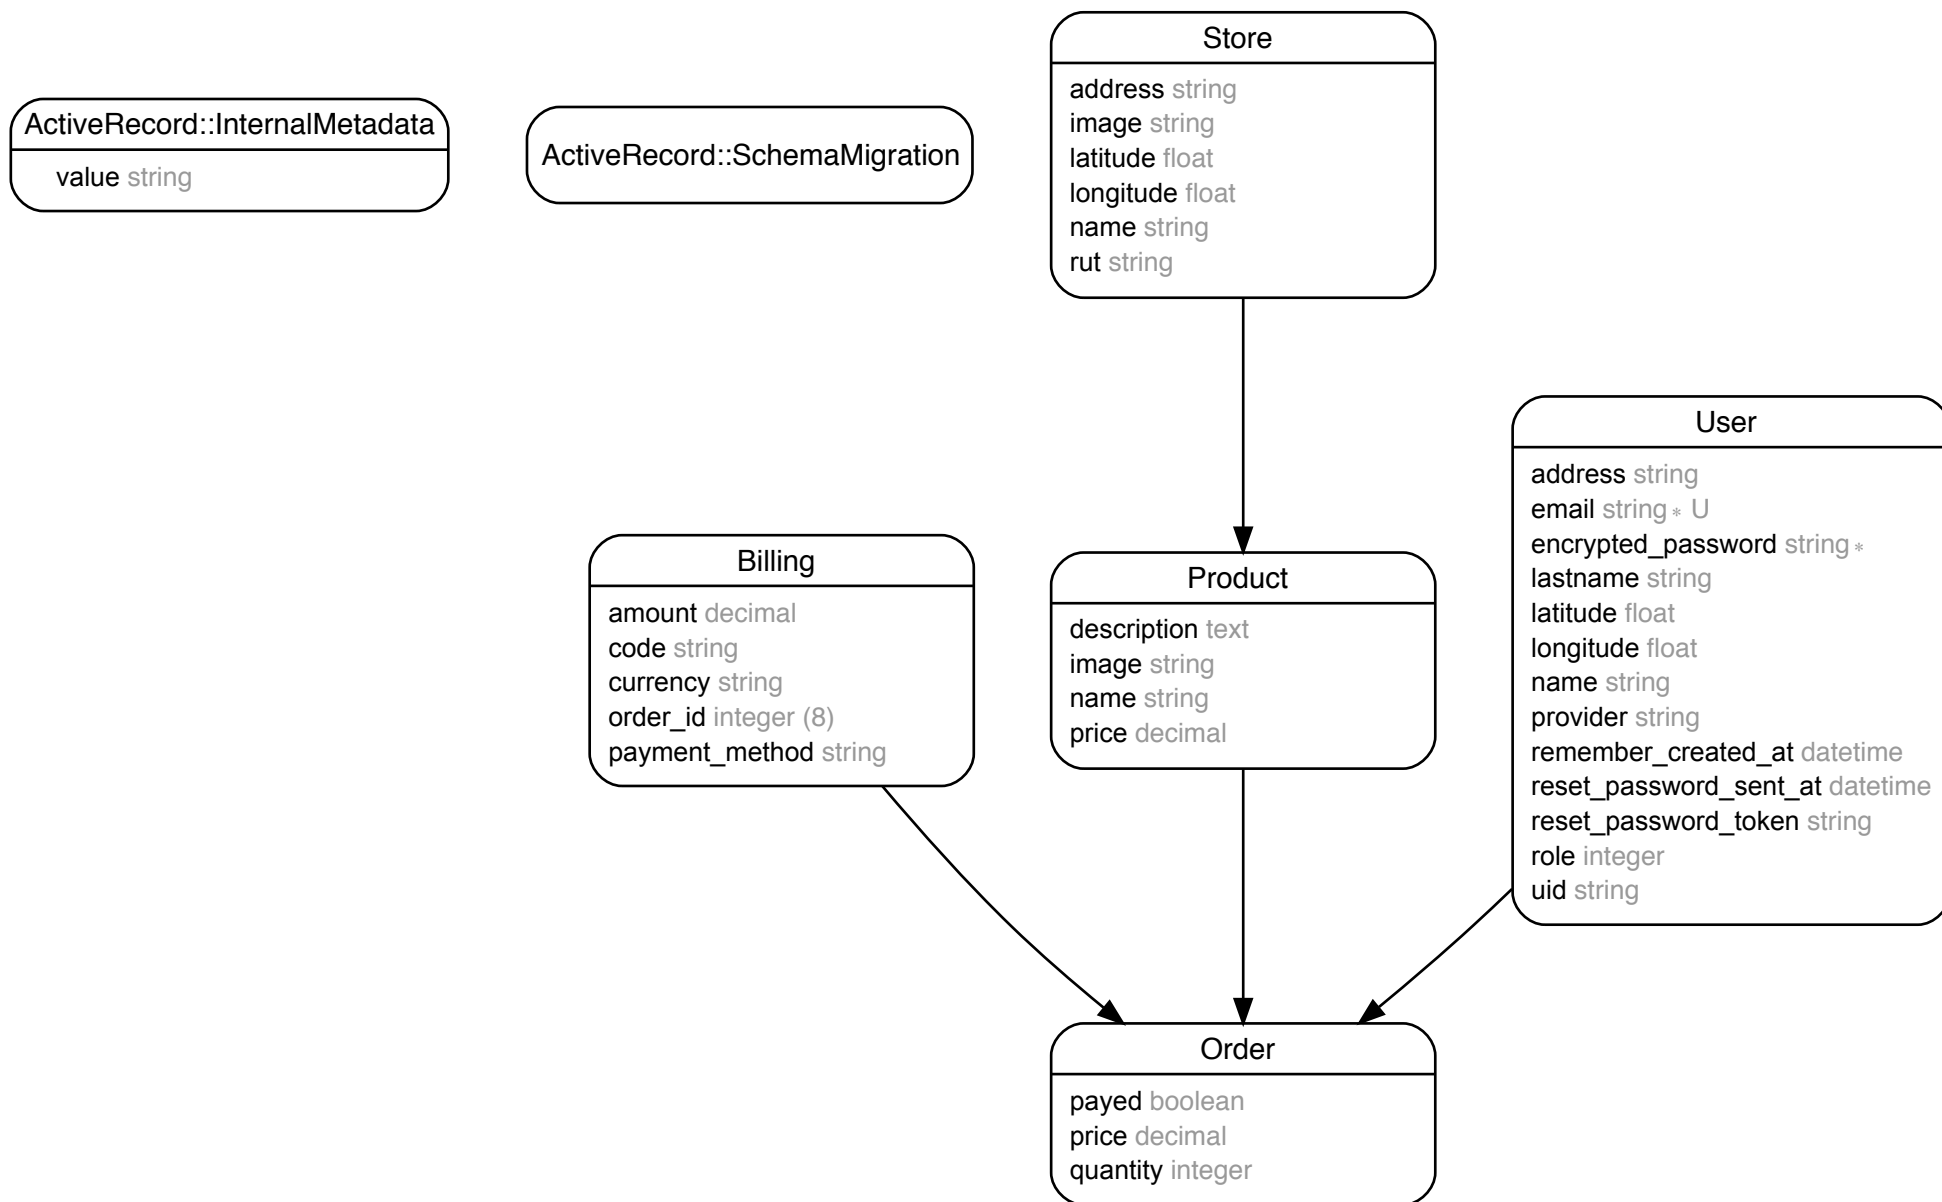 ActiveRecord::InternalMetadata
value string
ActiveRecord::SchemaMigration
Store
address string
image string
latitude float
longitude float
name string
rut string
User
address string
email string * U
encrypted_password string *
lastname string
latitude float
longitude float
name string
provider string
remember_created_at datetime
reset_password_sent_at datetime
reset_password_token string
role integer
uid string
Billing
amount decimal
code string
currency string
order_id integer (8)
payment_method string
Product
description text
image string
name string
price decimal
Order
payed boolean
price decimal
quantity integer